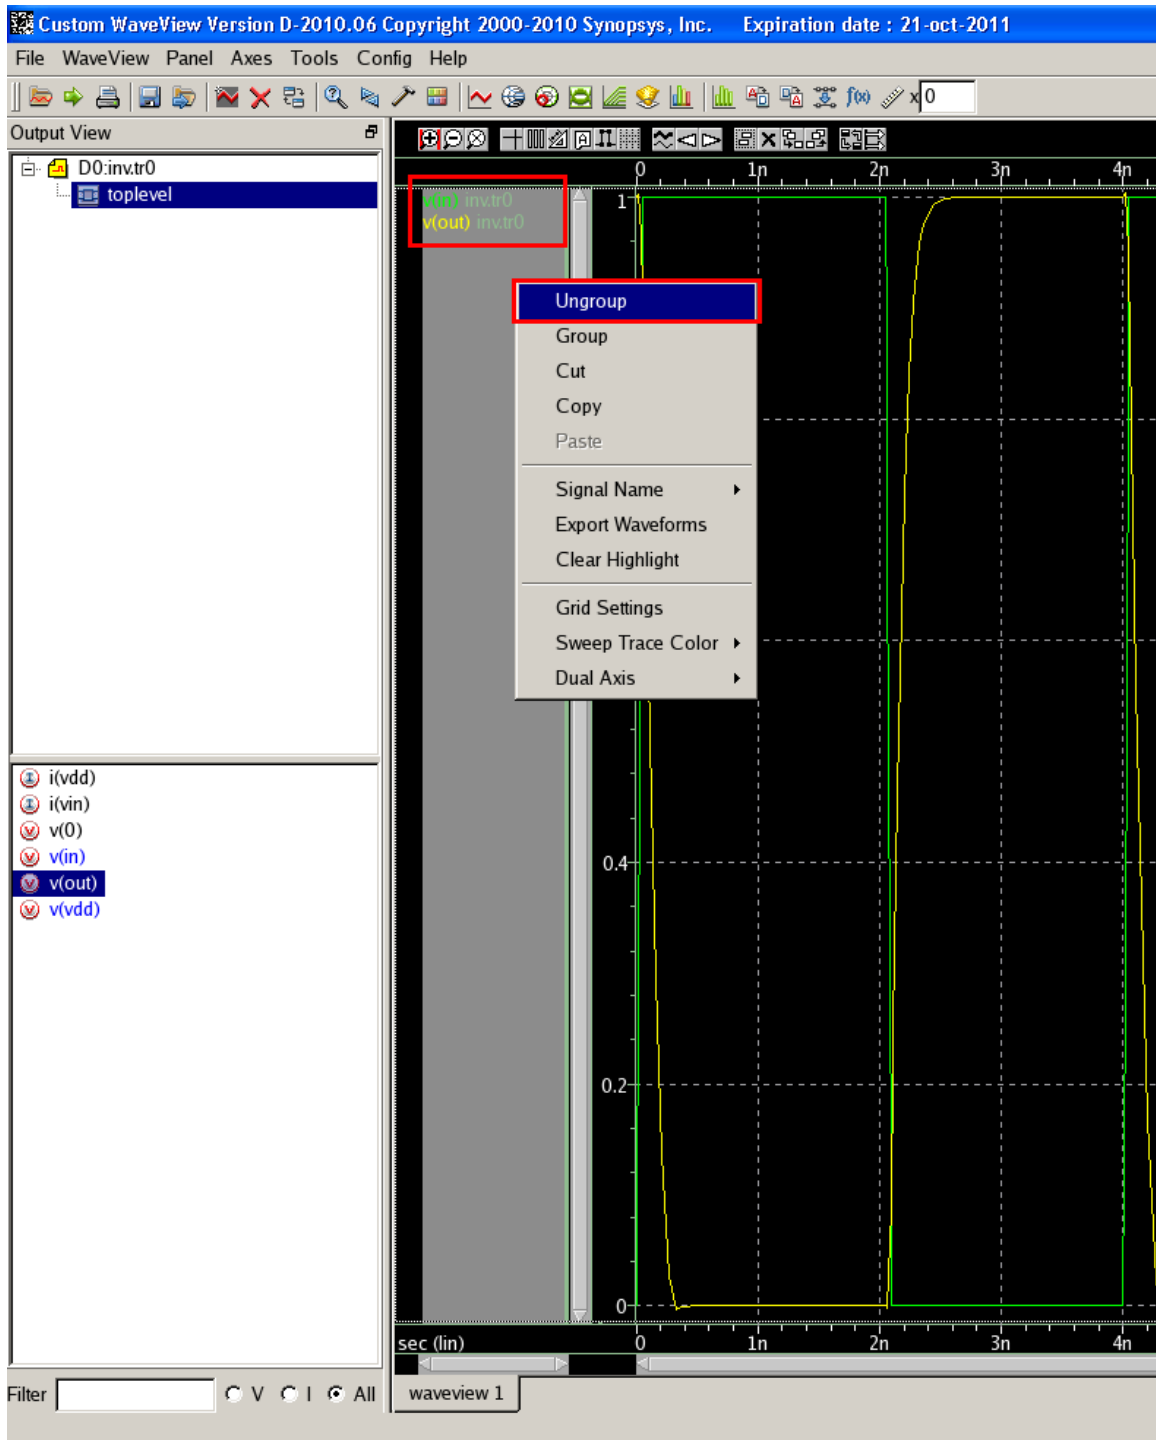 Custom WaveView Version D-2010.06 Copyright 2000-2010 Synopsys, Inc. Expiration date : 21-oct-2011
File WaveView Panel Axes Tools Config Help
f(x) x 0
Output View
D0:inv.tr0
toplevel
0 1n 2n 3n 4n
v(in) inv.tr0
v(out) inv.tr0
1
Ungroup
Group
Cut
Copy
Paste
Signal Name
Export Waveforms
Clear Highlight
Grid Settings
Sweep Trace Color
Dual Axis
i(vdd)
i(vin)
v(0)
v(in)
v(out)
v(vdd)
0.4
0.2
0
sec (lin) 0 1n 2n 3n 4n
Filter V I All
waveview 1